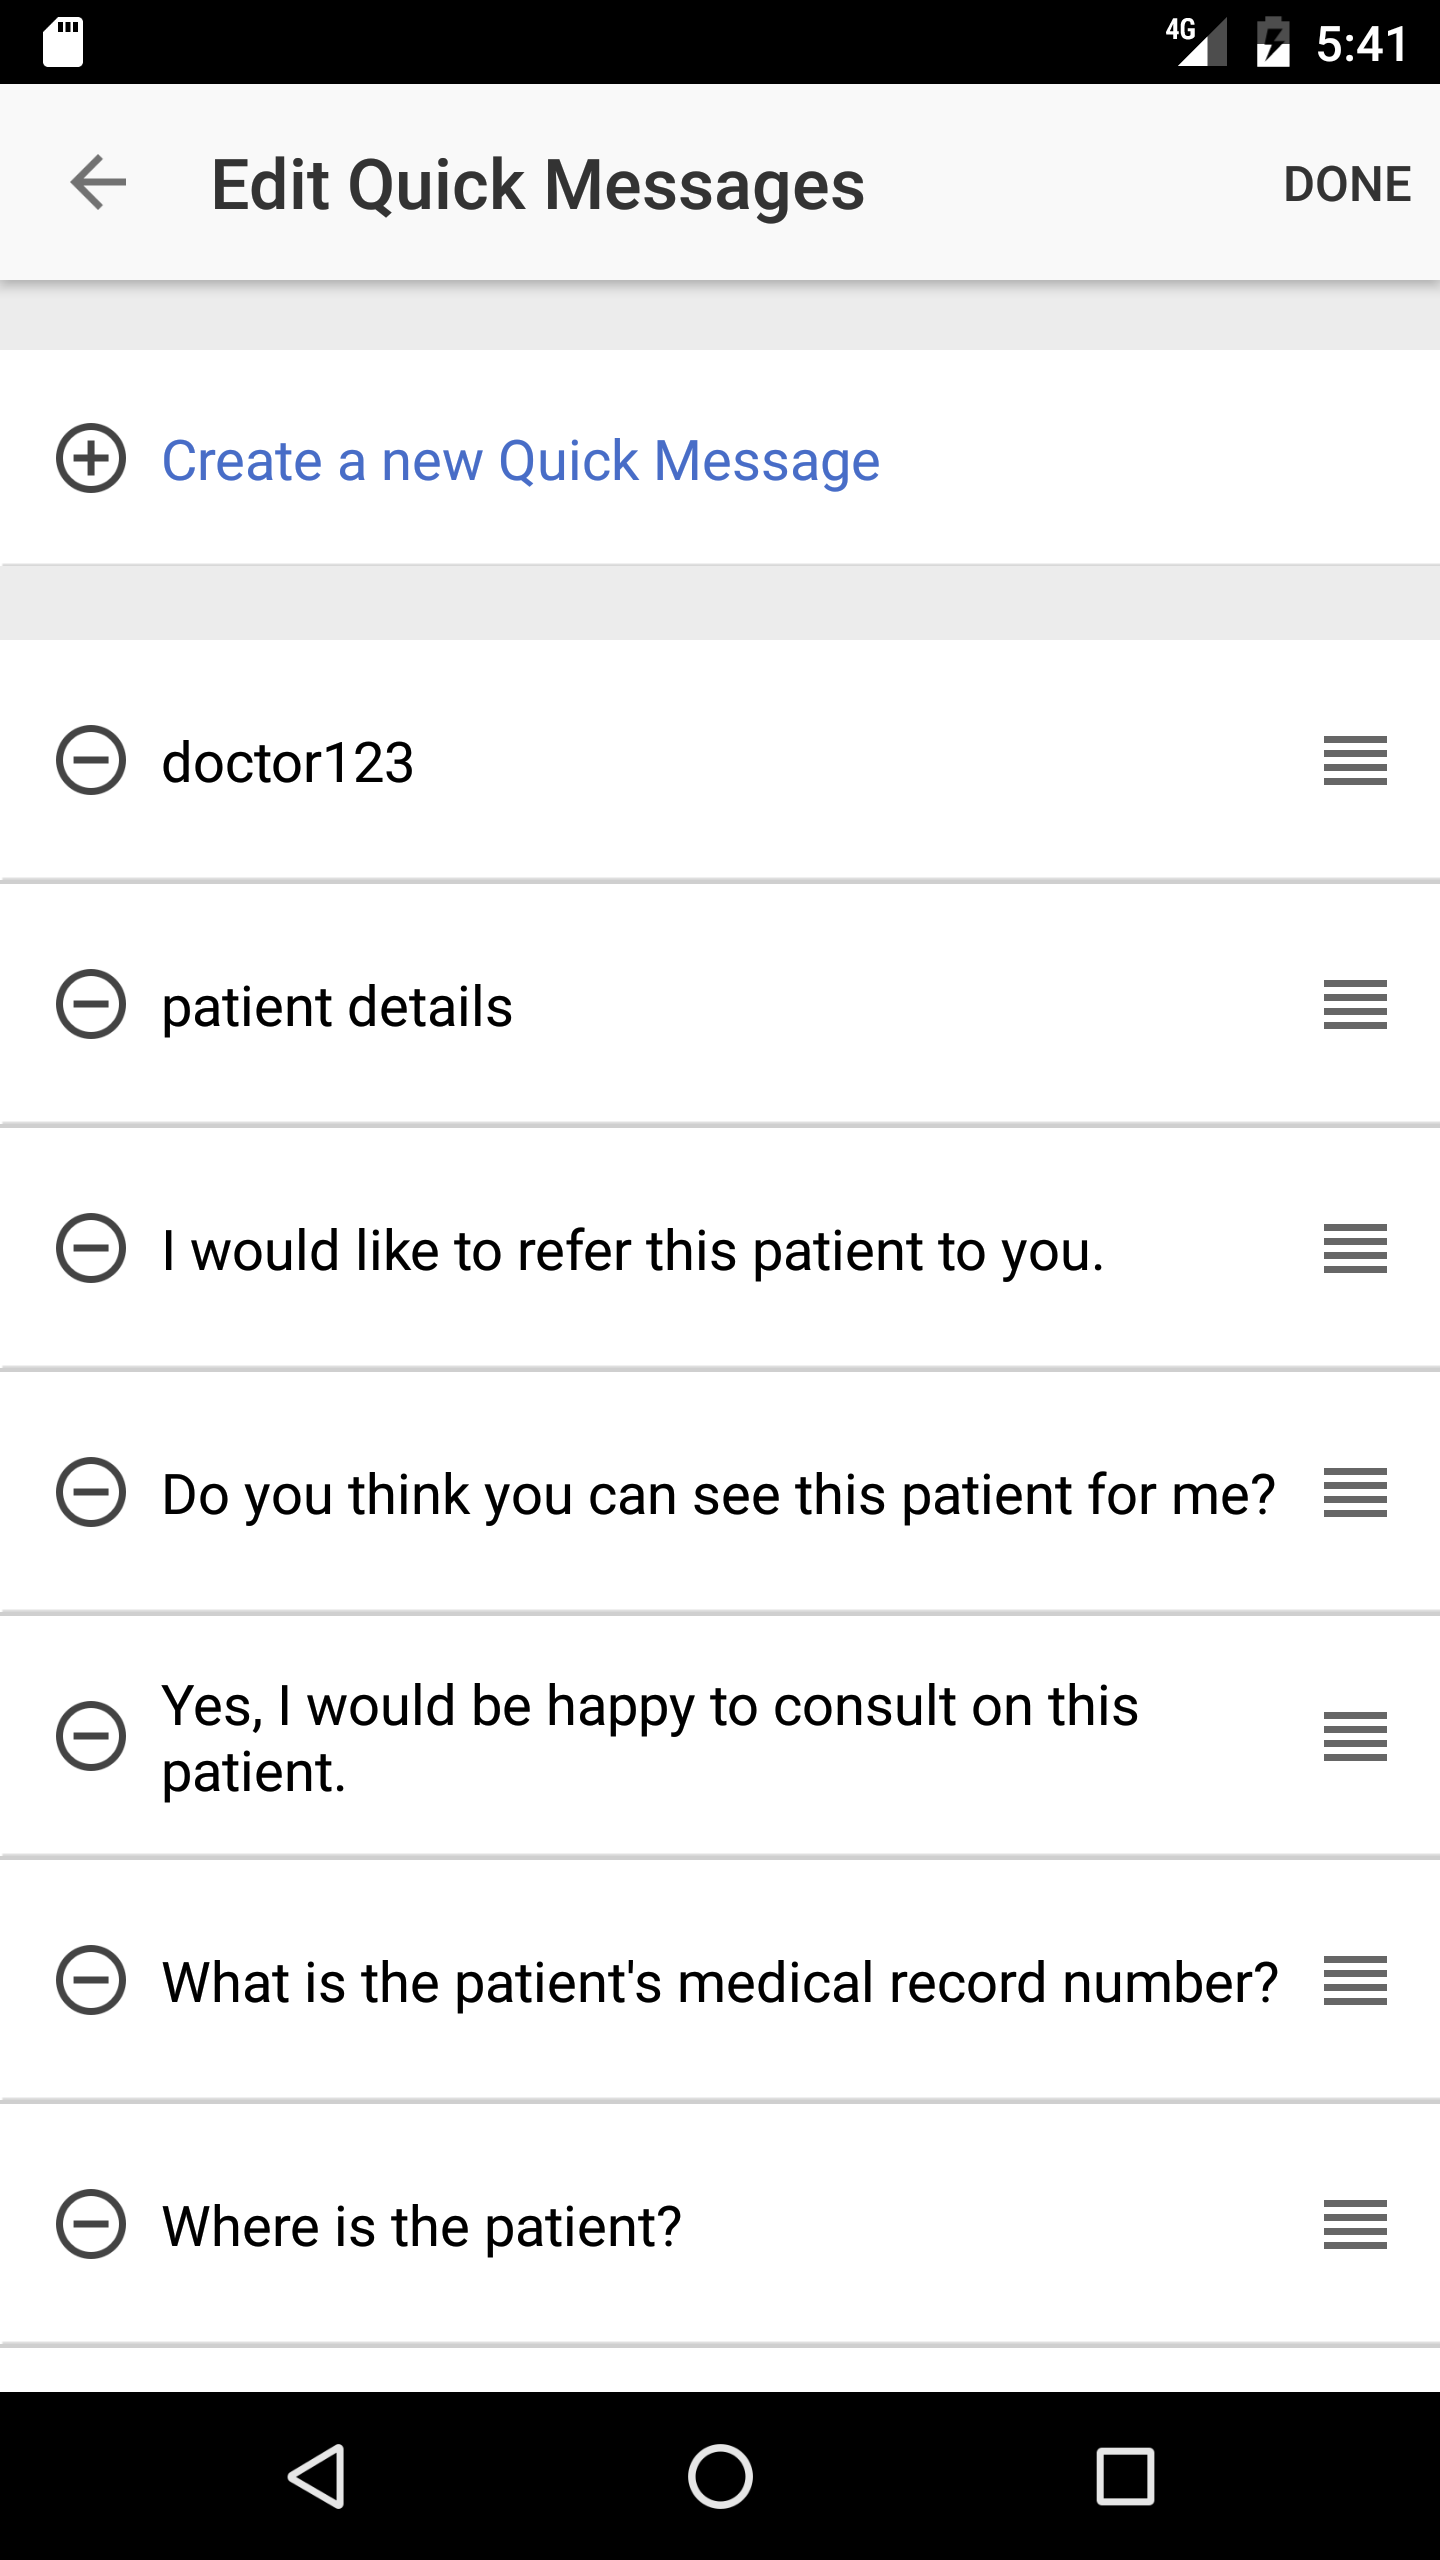 4G 5:41
Edit Quick Messages DONE
Create a new Quick Message
doctor123
patient details
I would like to refer this patient to you.
Do you think you can see this patient for me?
Yes, I would be happy to consult on this
patient.
What is the patient's medical record number?
Where is the patient?